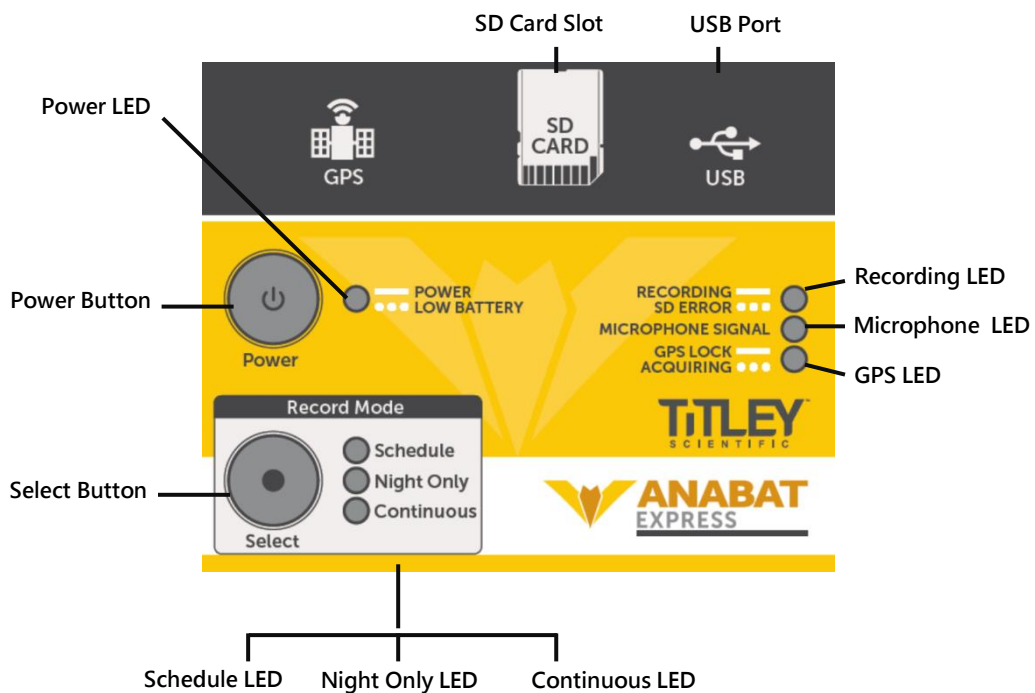 SD Card Slot
USB Port
Power LED
SD
CARD
GPS
USB
Power Button
POWER
LOW BATTERY
Power
RECORDING
SD ERROR
MICROPHONE SIGNAL
GPS LOCK
ACQUIRING
Recording LED
Microphone LED
GPS LED
Record Mode
Select Button
Schedule
Night Only
Continuous
Select
TITLEY™
SCIENTIFIC
ANABAT
EXPRESS
Schedule LED
Night Only LED
Continuous LED